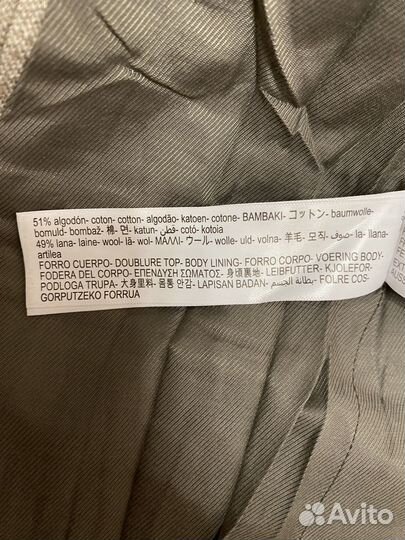 51% algodón- coton- cotton- algodão- katoen- cotone- ΒΑΜΒΑΚΙ- コットン- baumwolle-
bomuld- bombaž- 棉- 면- katun- قطن- cotó- kotoia
49% lana- laine- wool- lã- wol- ΜΑΛΛΙ- ウール- wolle- uld- volna- 羊毛- 모직- صوف- la- llana-
artilea
FORRO CUERPO- DOUBLURE TOP- BODY LINING- FORRO CORPO- VOERING BODY-
FODERA DEL CORPO- ΕΠΕΝΔΥΣΗ ΣΩΜΑΤΟΣ- 身頃裏地- LEIBFUTTER- KJOLEFOR-
PODLOGA TRUPA- 大身里料- 몸통 안감- LAPISAN BADAN- بطانة الجسم- FOLRE COS-
GORPUTZEKO FORRUA
Avito